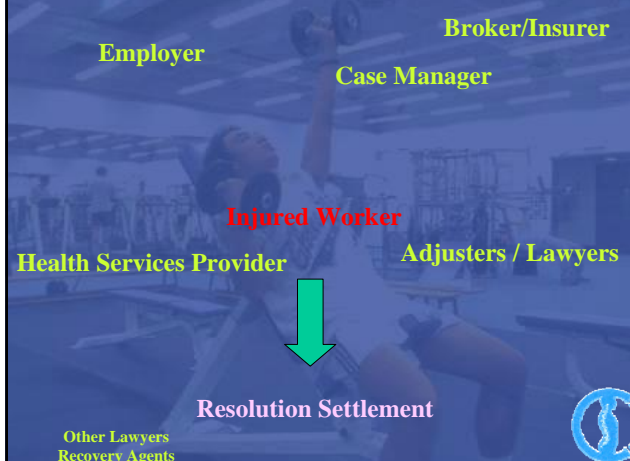 Broker/Insurer
Employer
Case Manager
Injured Worker
Health Services Provider
Adjusters / Lawyers
Resolution Settlement
Other Lawyers
Recovery Agents